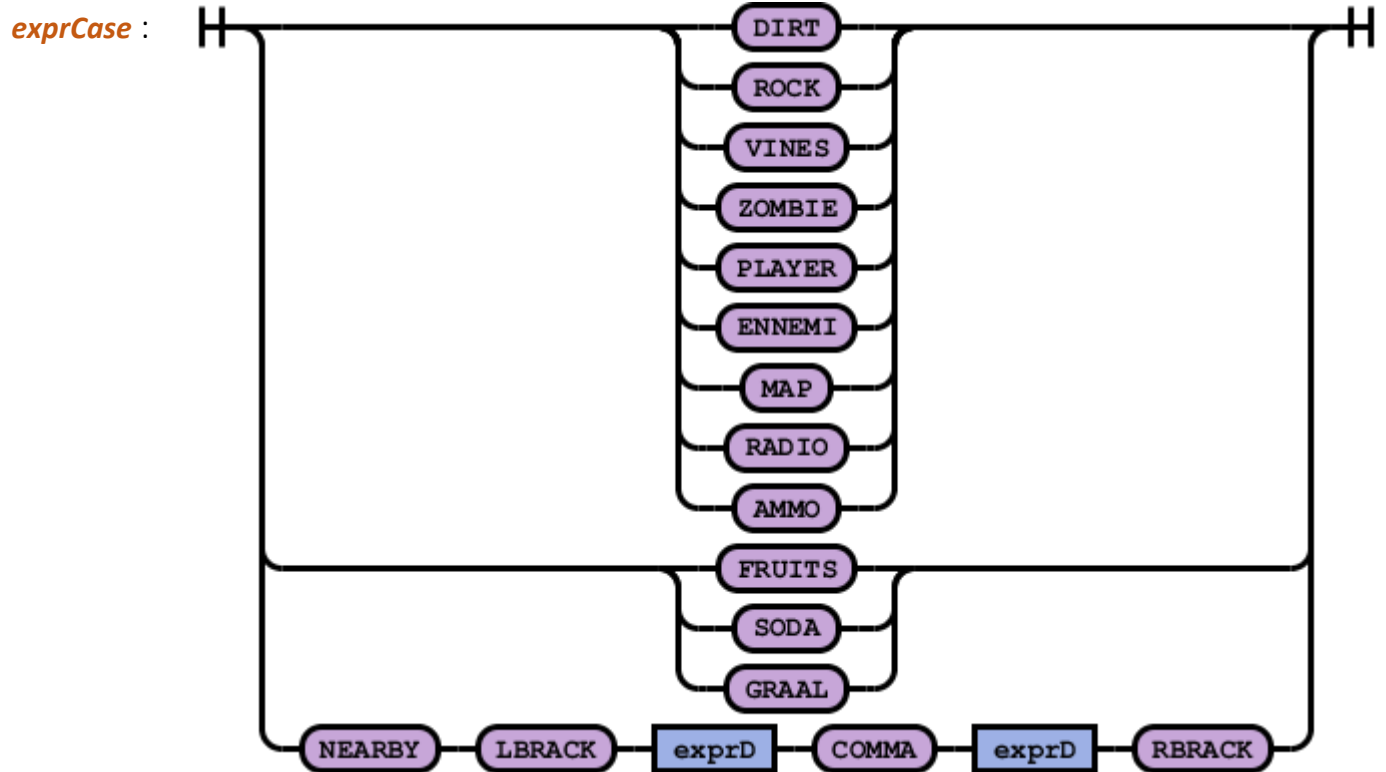 exprCase : DIRT
ROCK
VINES
ZOMBIE
PLAYER
ENNEMI
MAP
RADIO
AMMO
FRUITS
SODA
GRAAL
NEARBY LBRACK exprD COMMA exprD RBRACK